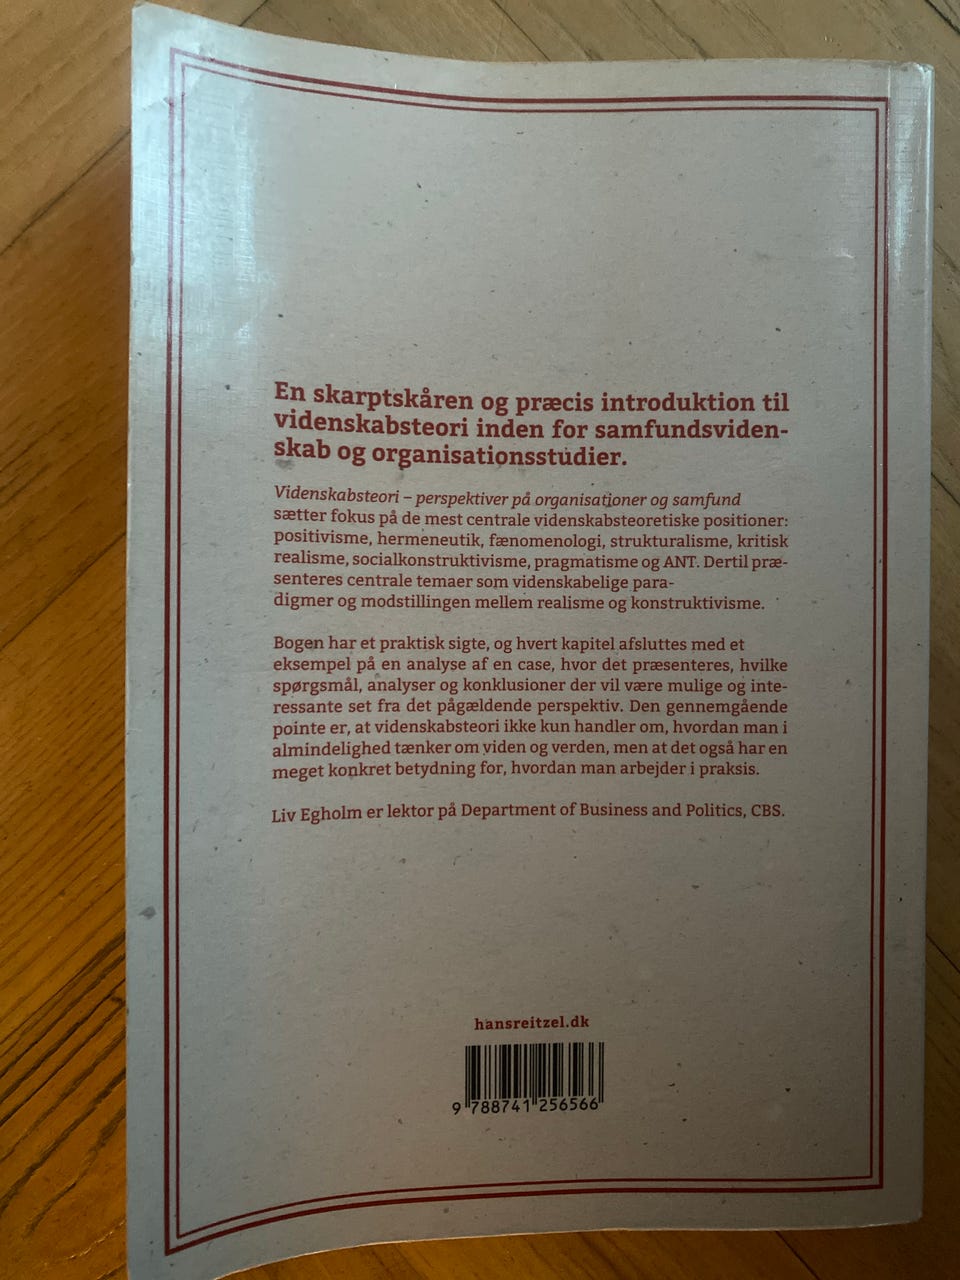 En skarptskåren og præcis introduktion til
videnskabsteori inden for samfundsviden-
skab og organisationsstudier.
Videnskabsteori – perspektiver på organisationer og samfund
sætter fokus på de mest centrale videnskabsteoretiske positioner:
positivisme, hermeneutik, fænomenologi, strukturalisme, kritisk
realisme, socialkonstruktivisme, pragmatisme og ANT. Dertil præ-
senteres centrale temaer som videnskabelige para-
digmer og modstillingen mellem realisme og konstruktivisme.
Bogen har et praktisk sigte, og hvert kapitel afsluttes med et
eksempel på en analyse af en case, hvor det præsenteres, hvilke
spørgsmål, analyser og konklusioner der vil være mulige og inte-
ressante set fra det pågældende perspektiv. Den gennemgående
pointe er, at videnskabsteori ikke kun handler om, hvordan man i
almindelighed tænker om viden og verden, men at det også har en
meget konkret betydning for, hvordan man arbejder i praksis.
Liv Egholm er lektor på Department of Business and Politics, CBS.
hansreitzel.dk
9 788741 256566